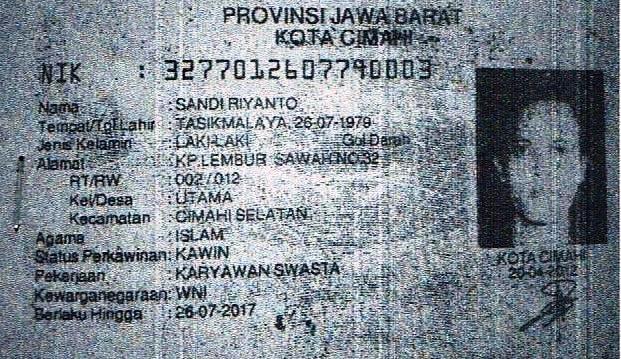 PROVINSI JAWA BARAT
KOTA CIMAHI
NIK : 3277012607790003
Nama : SANDI RIYANTO
Tempat/Tgl Lahir : TASIKMALAYA, 26-07-1979
Jenis Kelamin : LAKI-LAKI Gol Darah
Alamat : KP.LEMBUR SAWAH NO.32
RT/RW : 002 / 012
Kel/Desa : UTAMA
Kecamatan : CIMAHI SELATAN
Agama : ISLAM
Status Perkawinan: KAWIN
Pekerjaan : KARYAWAN SWASTA
Kewarganegaraan: WNI
Berlaku Hingga : 26-07-2017
KOTA CIMAHI
20-04-2012